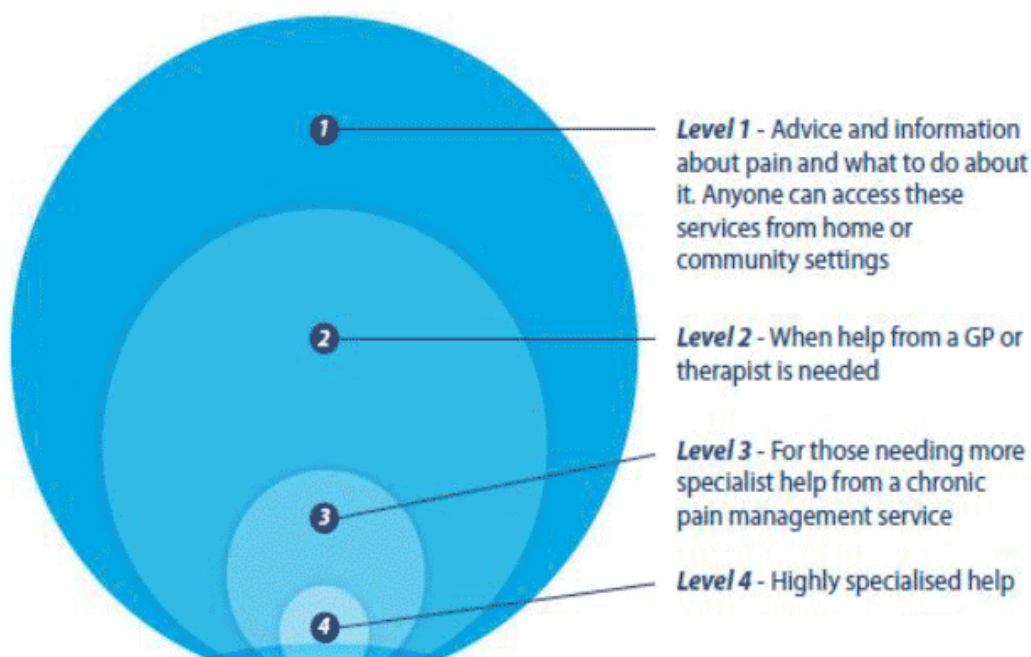 1
Level 1 - Advice and information
about pain and what to do about
it. Anyone can access these
services from home or
community settings
2
Level 2 - When help from a GP or
therapist is needed
3
Level 3 - For those needing more
specialist help from a chronic
pain management service
4
Level 4 - Highly specialised help